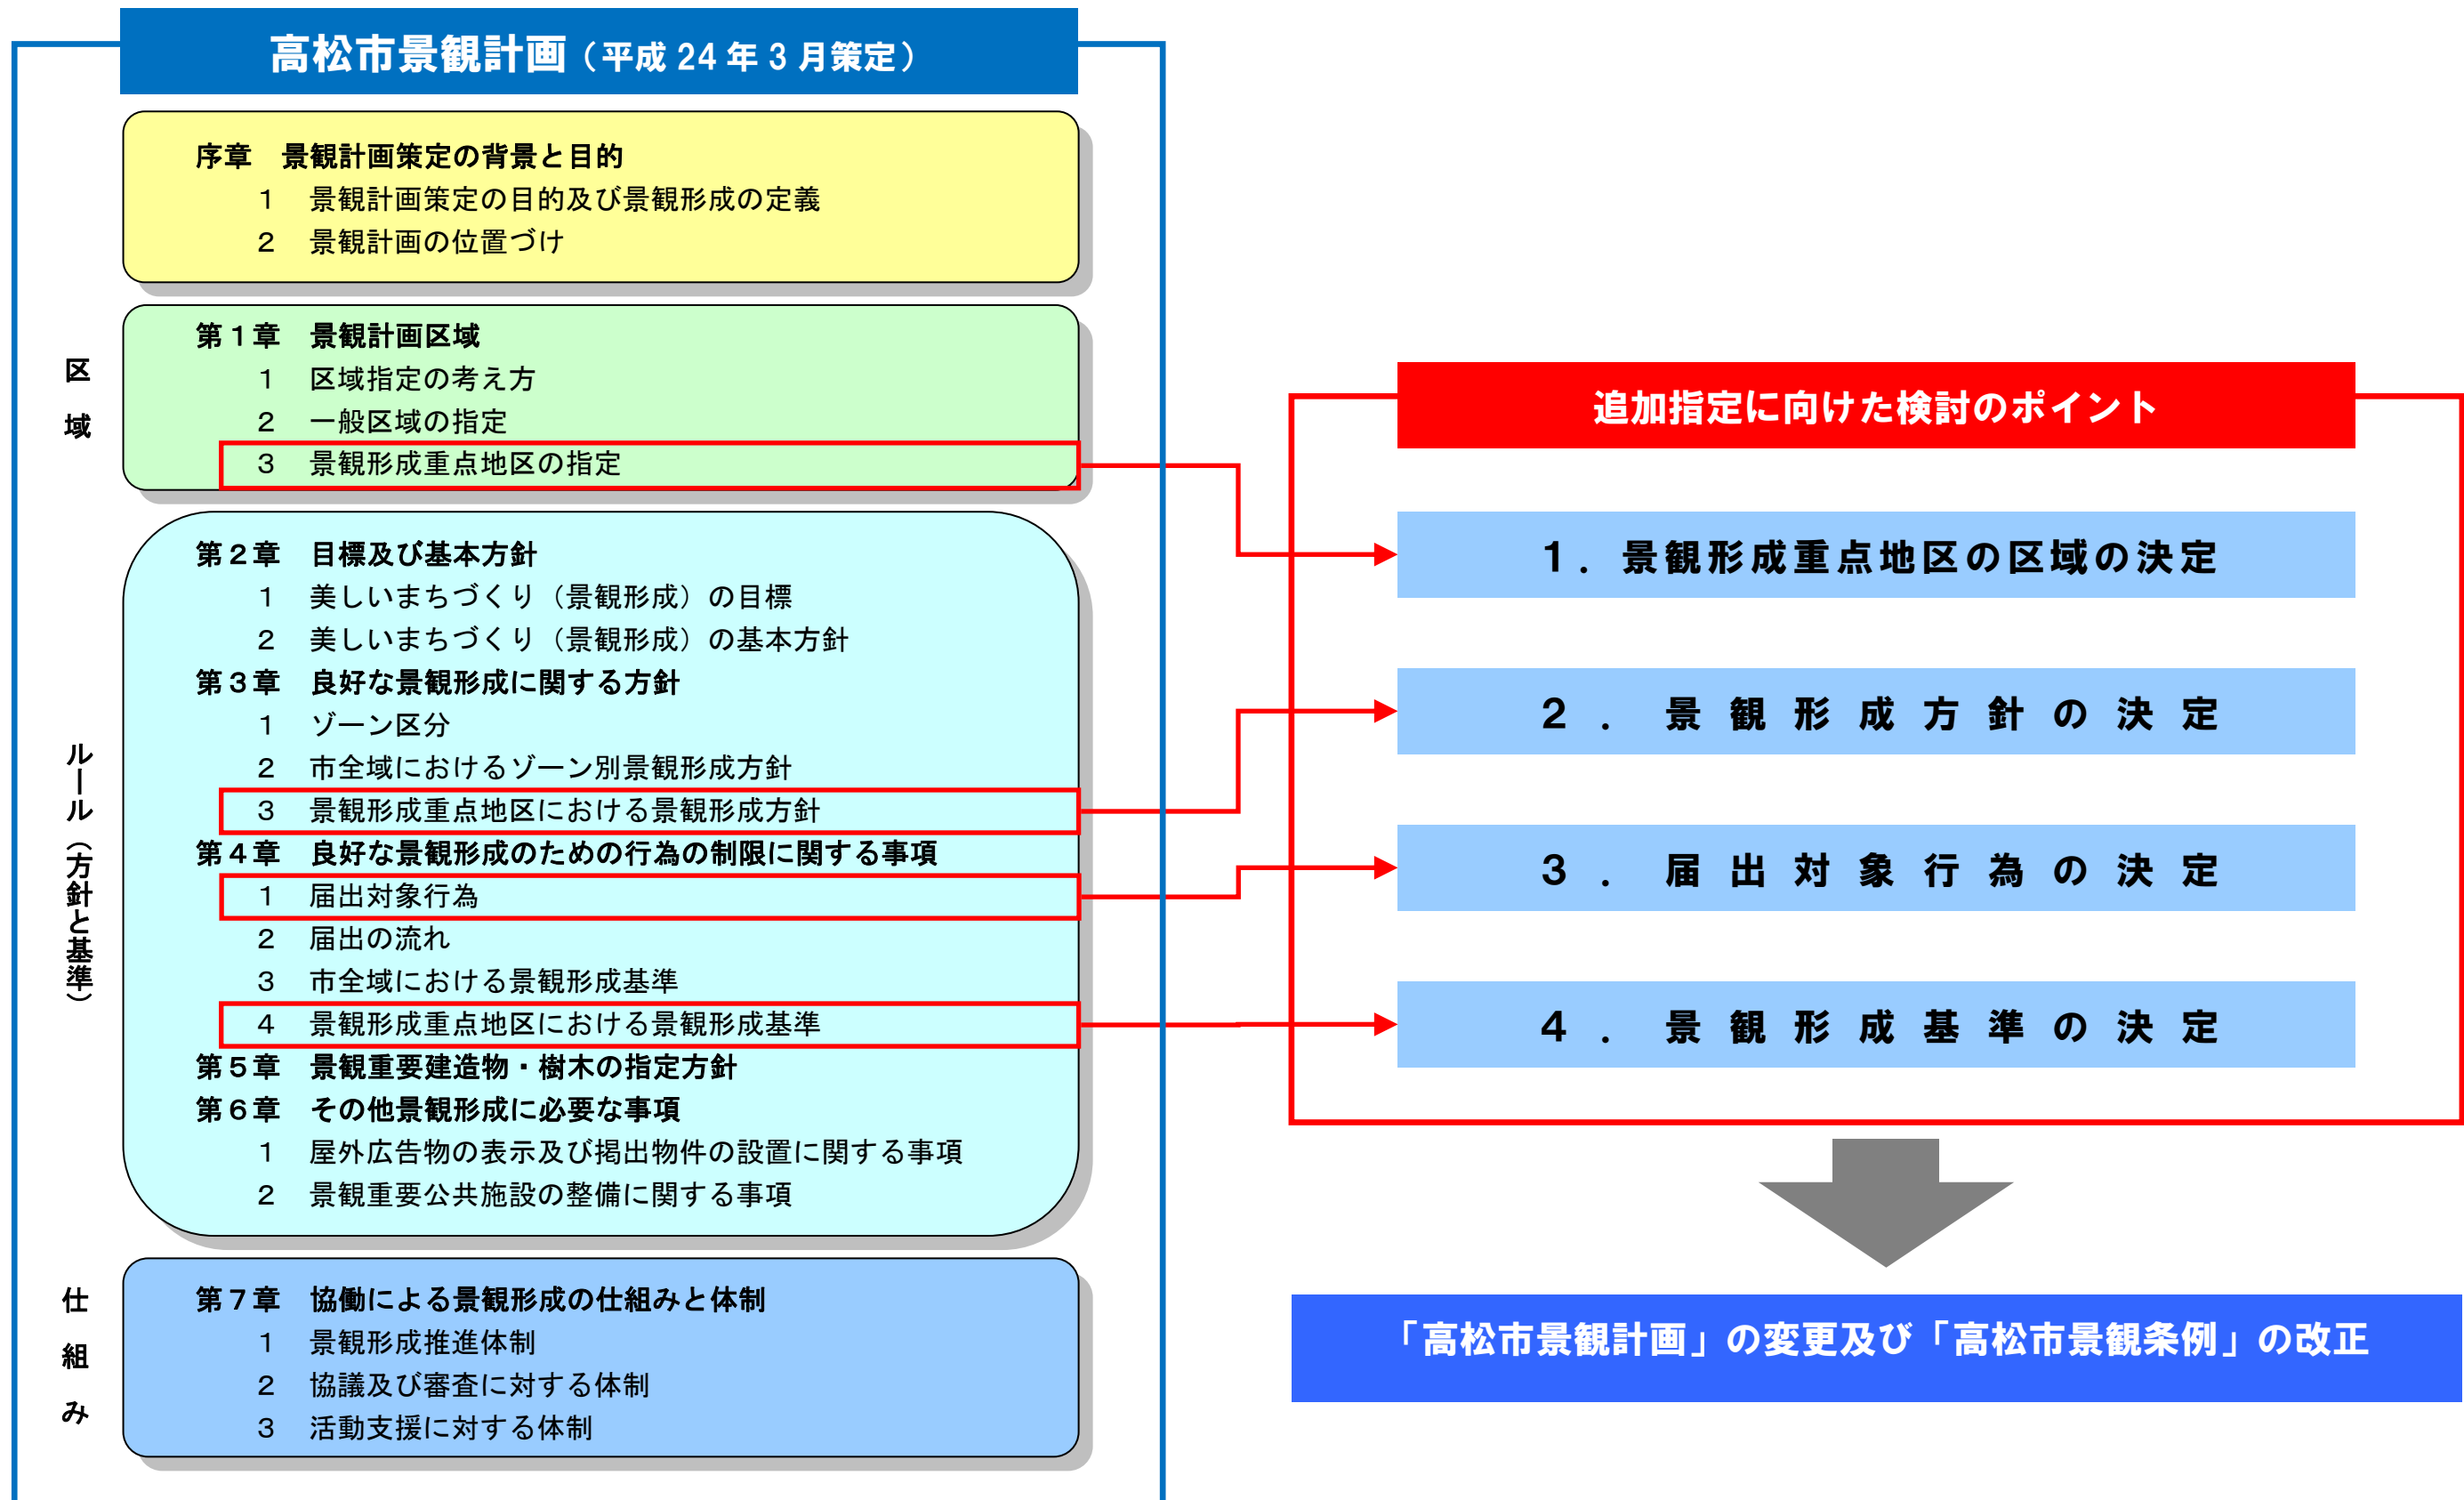 高松市景観計画（平成 24 年 3 月策定）
序章　景観計画策定の背景と目的
1　景観計画策定の目的及び景観形成の定義
2　景観計画の位置づけ
区域
第１章　景観計画区域
1　区域指定の考え方
2　一般区域の指定
3　景観形成重点地区の指定
ルール（方針と基準）
第２章　目標及び基本方針
1　美しいまちづくり（景観形成）の目標
2　美しいまちづくり（景観形成）の基本方針
第３章　良好な景観形成に関する方針
1　ゾーン区分
2　市全域におけるゾーン別景観形成方針
3　景観形成重点地区における景観形成方針
第４章　良好な景観形成のための行為の制限に関する事項
1　届出対象行為
2　届出の流れ
3　市全域における景観形成基準
4　景観形成重点地区における景観形成基準
第５章　景観重要建造物・樹木の指定方針
第６章　その他景観形成に必要な事項
1　屋外広告物の表示及び掲出物件の設置に関する事項
2　景観重要公共施設の整備に関する事項
仕組み
第７章　協働による景観形成の仕組みと体制
1　景観形成推進体制
2　協議及び審査に対する体制
3　活動支援に対する体制
追加指定に向けた検討のポイント
１．景観形成重点地区の区域の決定
２．景観形成方針の決定
３．届出対象行為の決定
４．景観形成基準の決定
「高松市景観計画」の変更及び「高松市景観条例」の改正